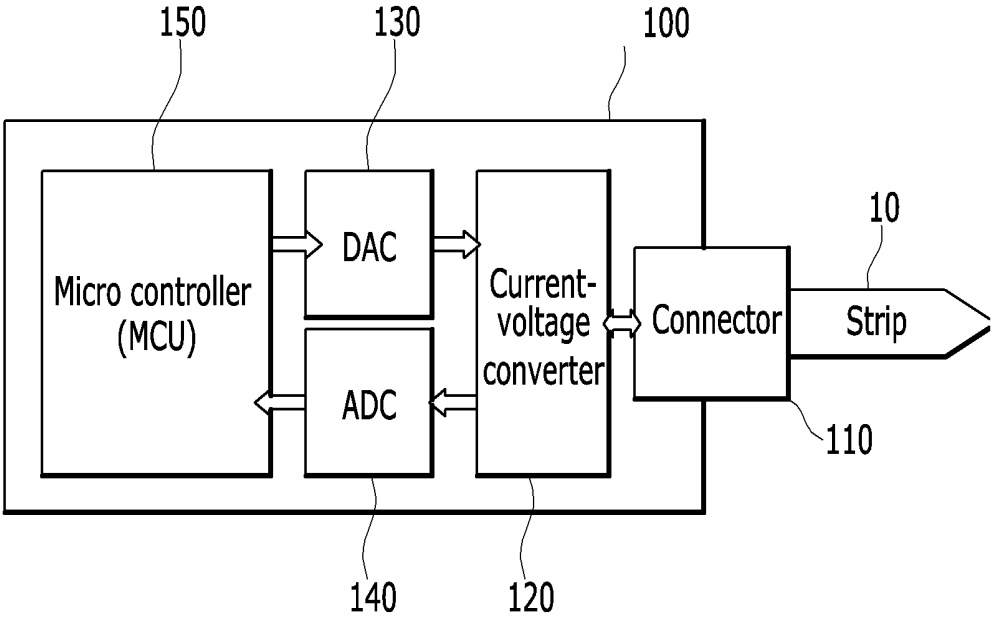 150
130
100
10
Micro controller
(MCU)
DAC
ADC
Current-
voltage
converter
Connector
Strip
110
140
120